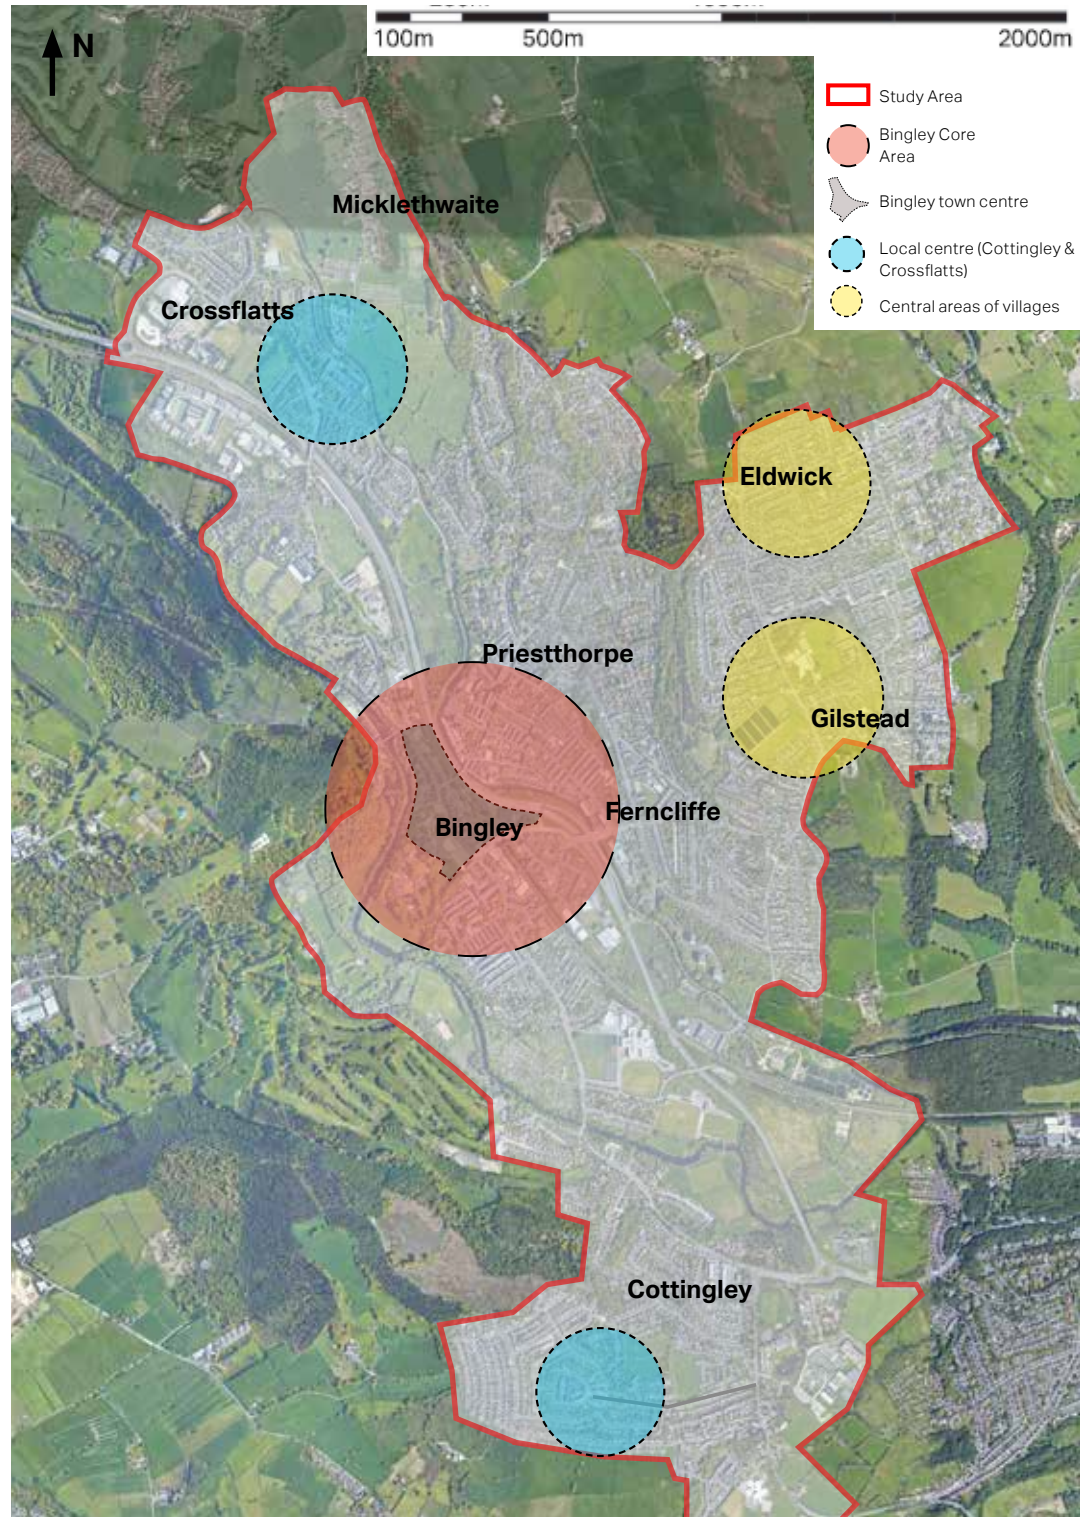 100m 500m 2000m
N
Study Area
Bingley Core
Area
Bingley town centre
Local centre (Cottingley &
Crossflatts)
Central areas of villages
Micklethwaite
Crossflatts
Eldwick
Priestthorpe
Gilstead
Ferncliffe
Bingley
Cottingley